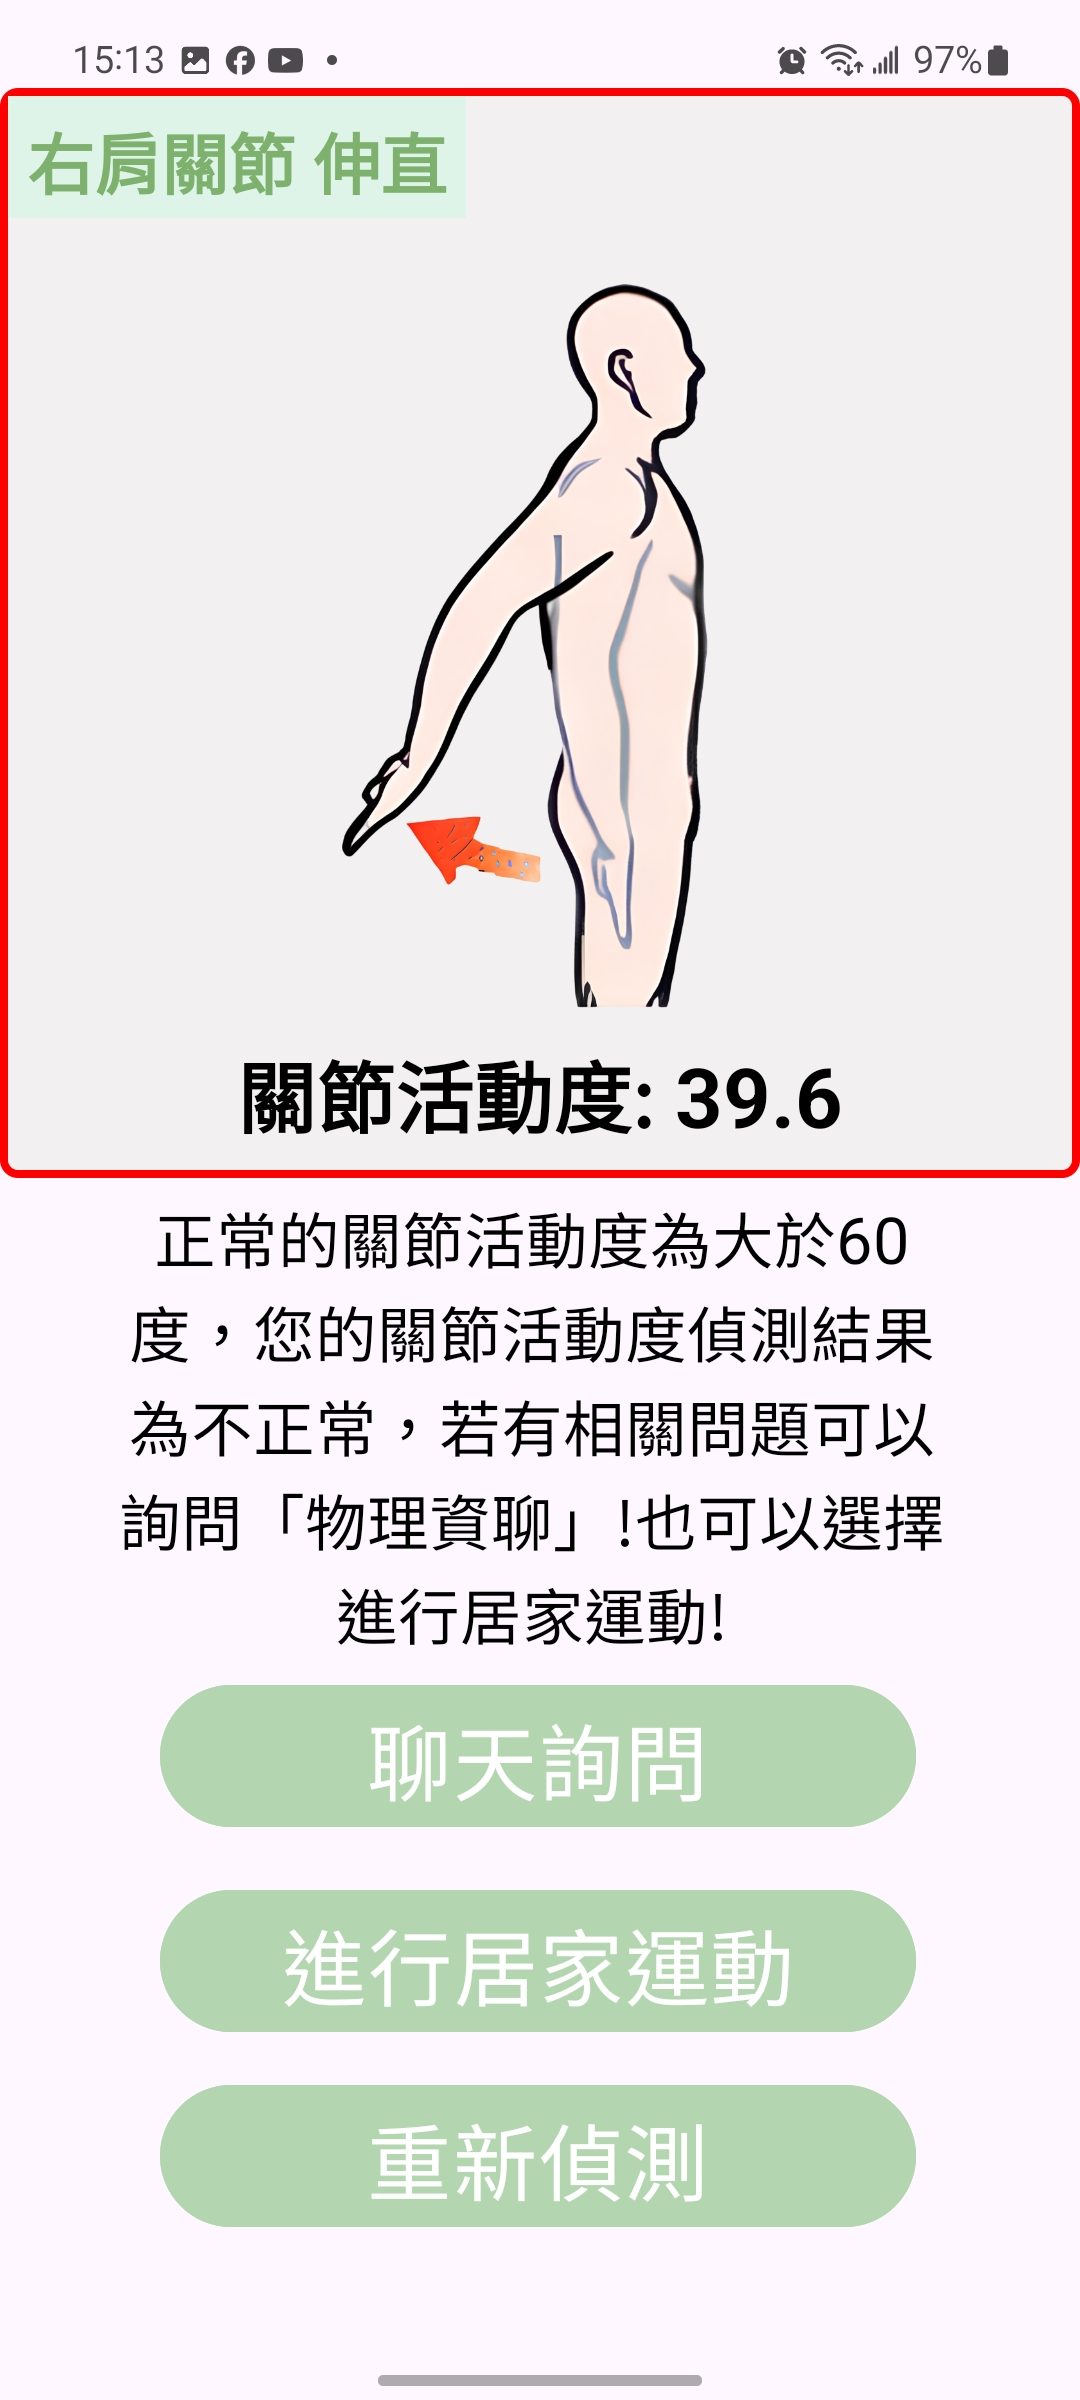 15:13
97%
右肩關節 伸直
關節活動度: 39.6
正常的關節活動度為大於60
度，您的關節活動度偵測結果
為不正常，若有相關問題可以
詢問「物理資聊」!也可以選擇
進行居家運動!
聊天詢問
進行居家運動
重新偵測